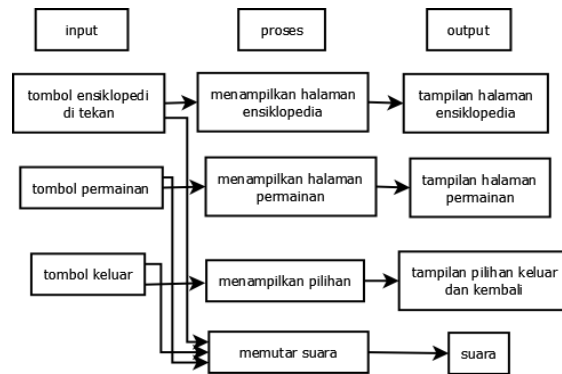 input
proses
output
tombol ensiklopedi
di tekan
menampilkan halaman
ensiklopedia
tampilan halaman
ensiklopedia
tombol permainan
menampilkan halaman
permainan
tampilan halaman
permainan
tombol keluar
menampilkan pilihan
tampilan pilihan keluar
dan kembali
memutar suara
suara